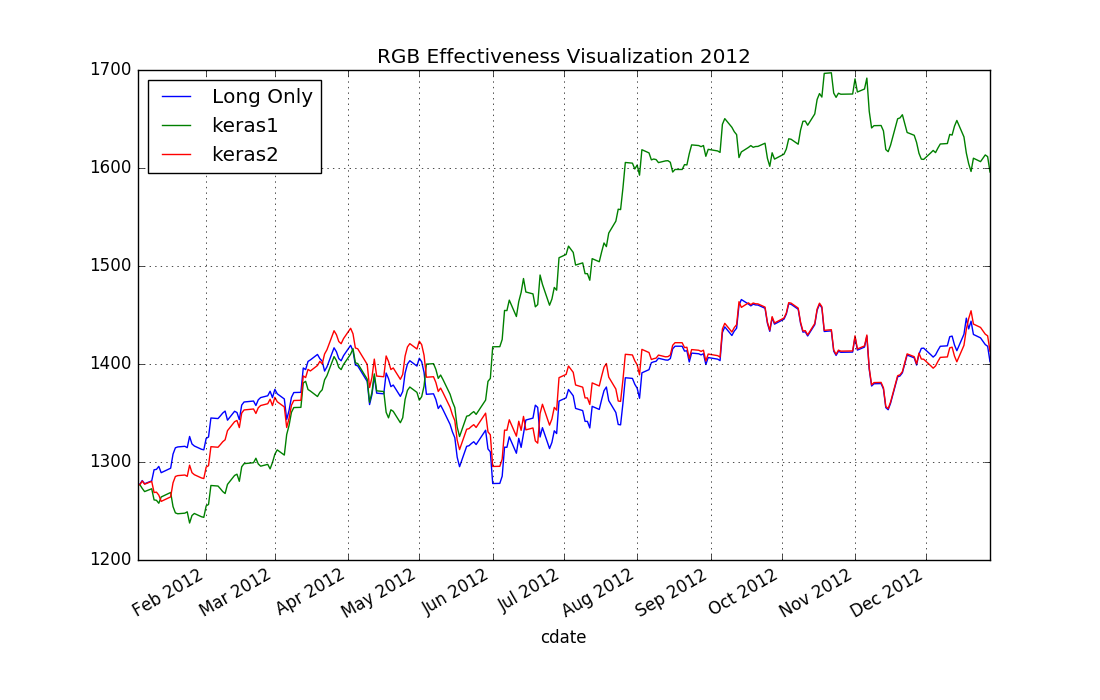 RGB Effectiveness Visualization 2012
1700
1600
1500
1400
1300
1200
Long Only
keras1
keras2
Feb 2012
Mar 2012
Apr 2012
May 2012
Jun 2012
Jul 2012
Aug 2012
Sep 2012
Oct 2012
Nov 2012
Dec 2012
cdate